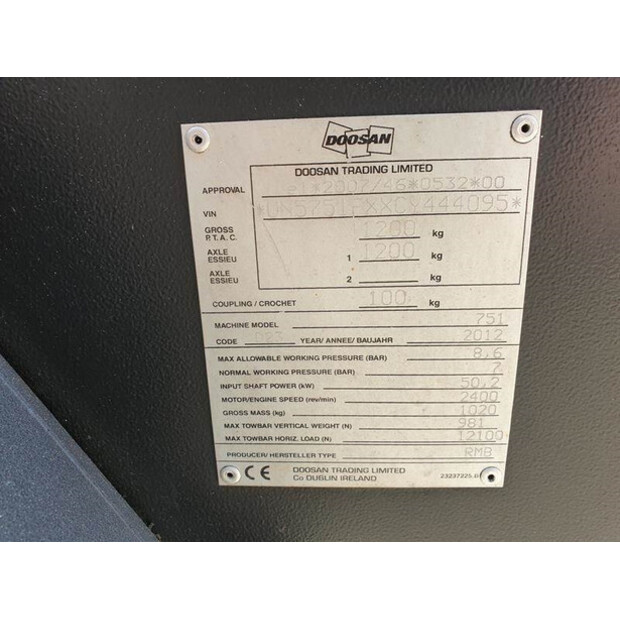 DOOSAN
DOOSAN TRADING LIMITED
APPROVAL e1*2007/46*0532*00
VIN
GROSS P.T.A.C. 1200 kg
AXLE ESSIEU 1 1200 kg
AXLE ESSIEU 2 kg
COUPLING / CROCHET 100 kg
MACHINE MODEL 751
CODE YEAR/ ANNEE/ BAUJAHR 2012
MAX ALLOWABLE WORKING PRESSURE (BAR) 8,6
NORMAL WORKING PRESSURE (BAR) 7
INPUT SHAFT POWER (kW) 50,2
MOTOR/ENGINE SPEED (rev/min) 2400
GROSS MASS (kg) 1020
MAX TOWBAR VERTICAL WEIGHT (N) 981
MAX TOWBAR HORIZ. LOAD (N) 12100
PRODUCER/ HERSTELLER TYPE RMB
CE DOOSAN TRADING LIMITED
Co DUBLIN IRELAND